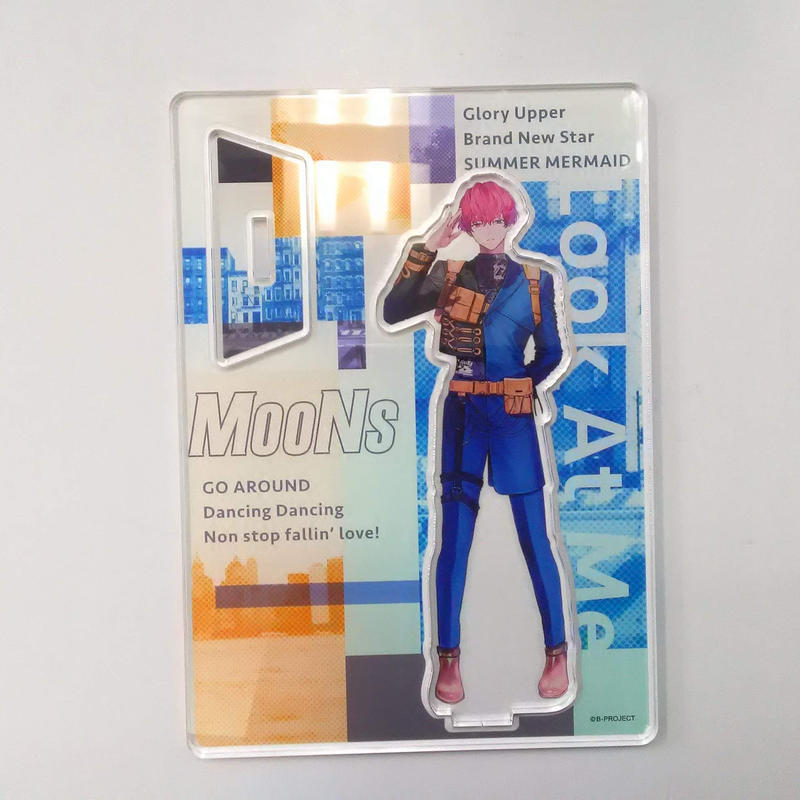 Glory Upper
Brand New Star
SUMMER MERMAID
Look At Me
MooNs
GO AROUND
Dancing Dancing
Non stop fallin' love!
©B-PROJECT